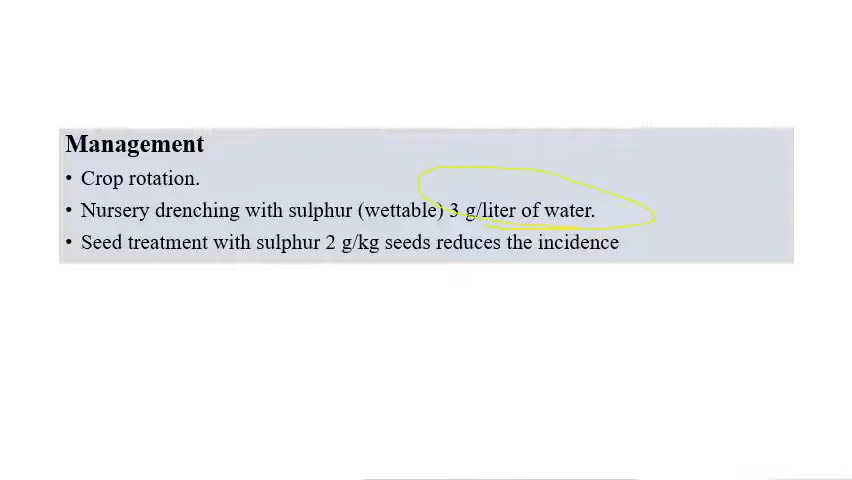 Management
• Crop rotation.
• Nursery drenching with sulphur (wettable) 3 g/liter of water.
• Seed treatment with sulphur 2 g/kg seeds reduces the incidence